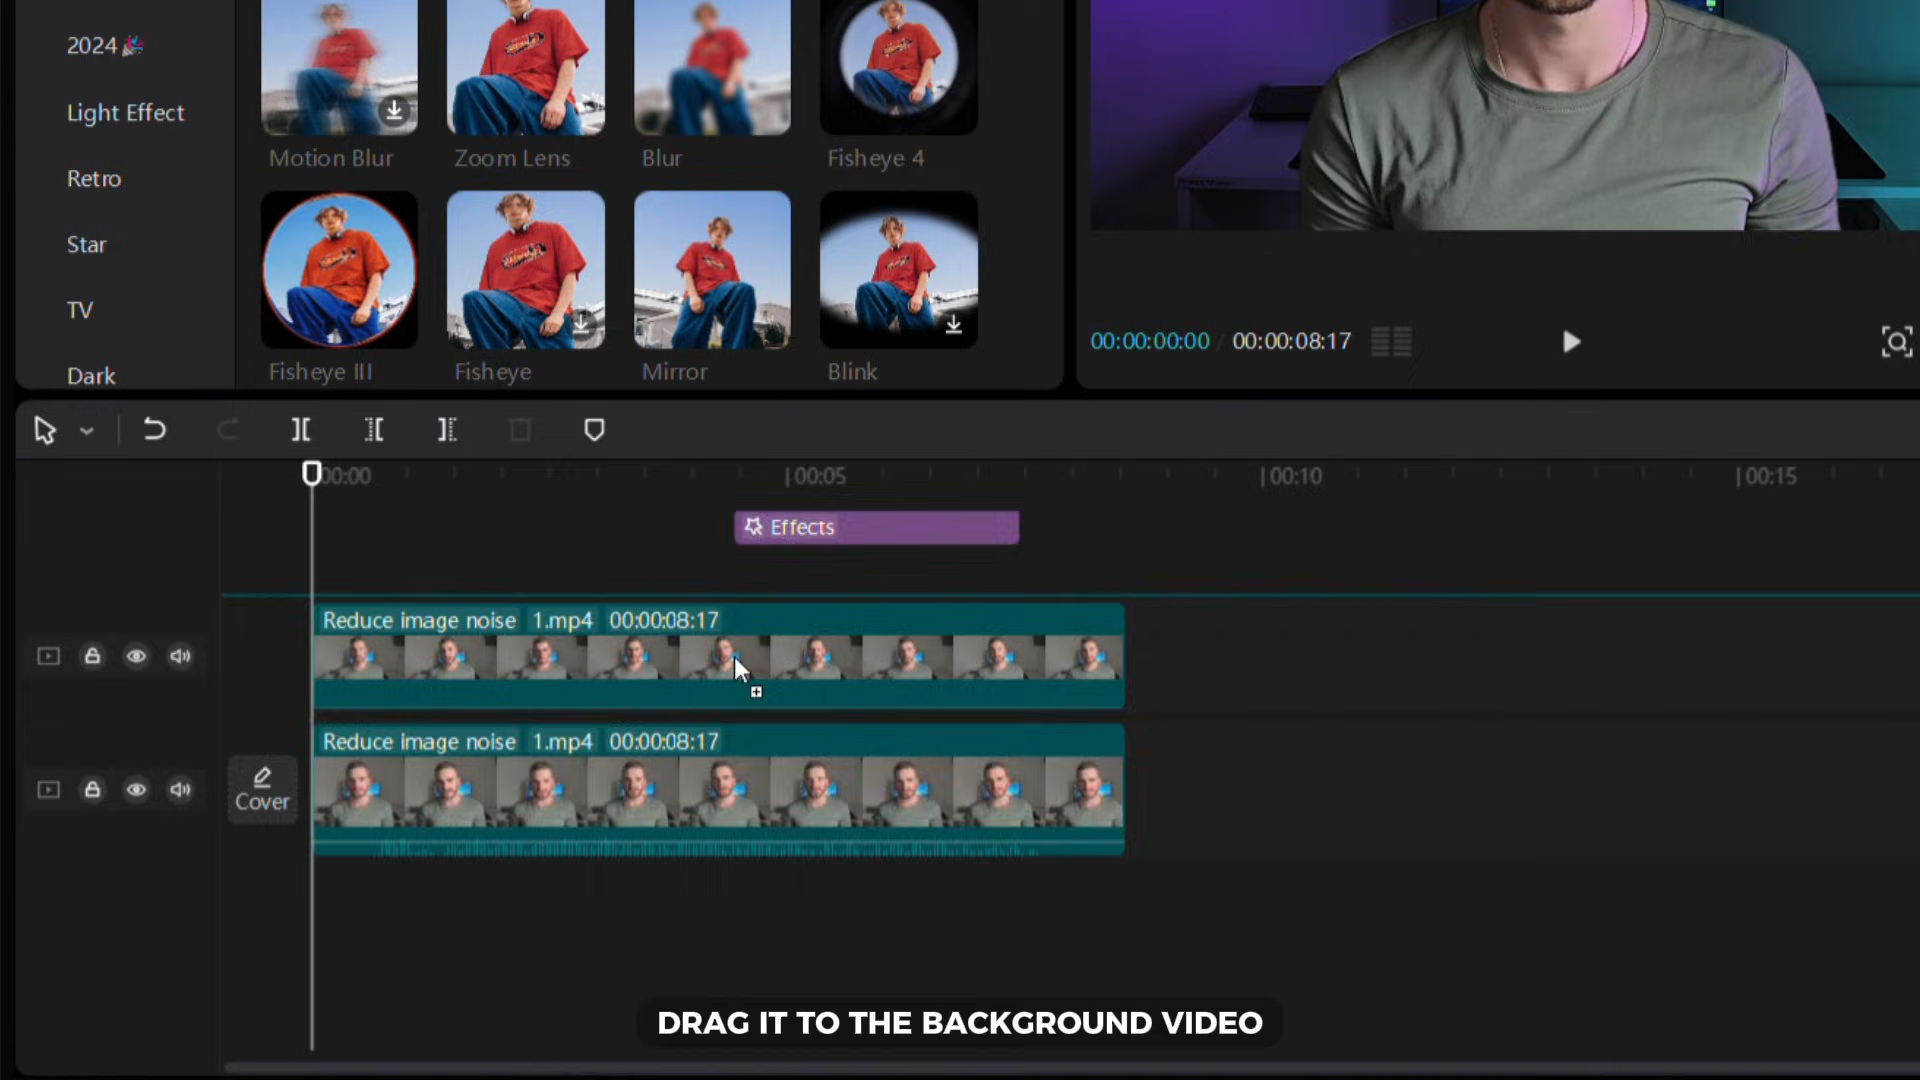 2024
Light Effect
Retro
Star
TV
Dark
Motion Blur
Zoom Lens
Blur
Fisheye 4
Fisheye III
Fisheye
Mirror
Blink
00:00:00:00 / 00:00:08:17
00:00
00:05
00:10
00:15
Effects
Reduce image noise 1.mp4 00:00:08:17
Reduce image noise 1.mp4 00:00:08:17
Cover
DRAG IT TO THE BACKGROUND VIDEO